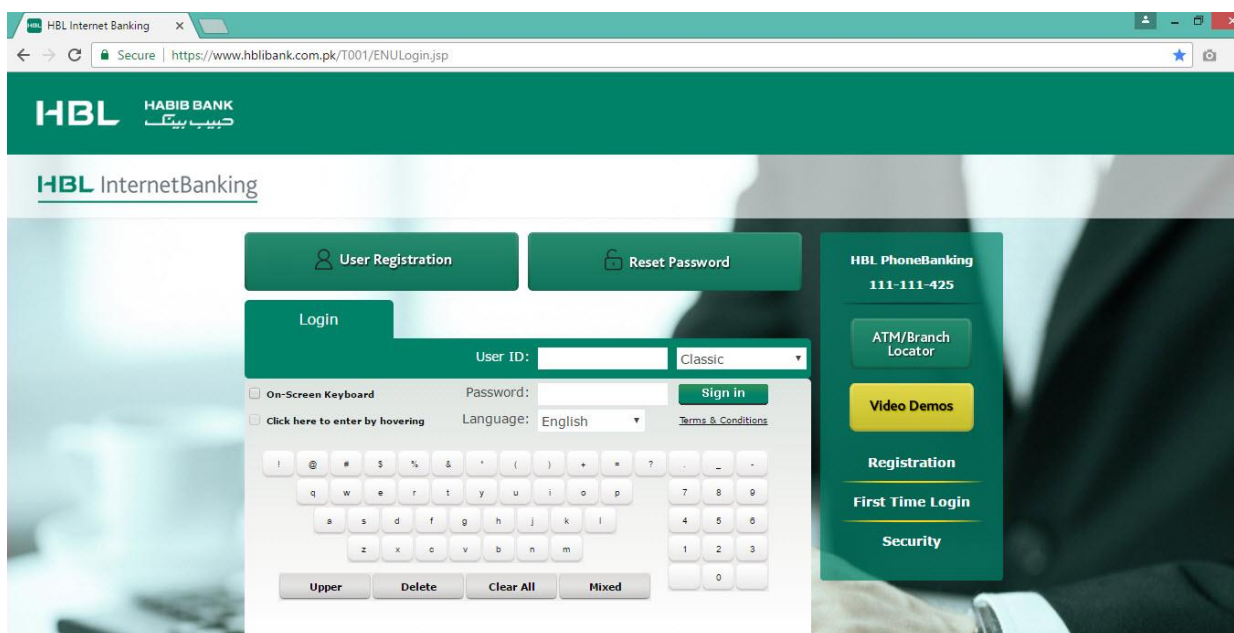 HBL Internet Banking
Secure | https://www.hblibank.com.pk/T001/ENULogin.jsp
HBL HABIB BANK
حبیب بینک
HBL InternetBanking
User Registration
Reset Password
Login
User ID:
Classic
On-Screen Keyboard
Password:
Sign in
Click here to enter by hovering
Language:
English
Terms & Conditions
! @ # $ % & * ( ) + = ? . _ -
q w e r t y u i o p 7 8 9
a s d f g h j k l 4 5 6
z x c v b n m 1 2 3
0
Upper Delete Clear All Mixed
HBL PhoneBanking
111-111-425
ATM/Branch
Locator
Video Demos
Registration
First Time Login
Security